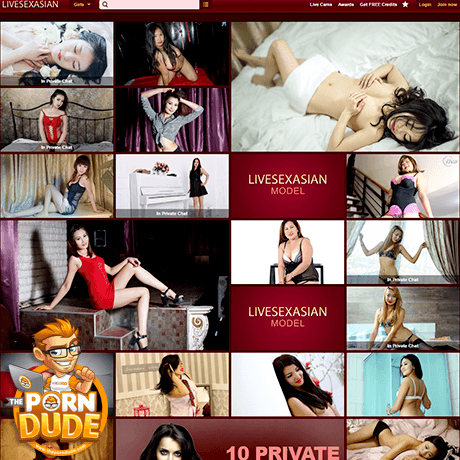 LIVESEXASIAN
Girls
Live Cams
Awards
Get FREE Credits
Login
Join now
In Private Chat
In Private Chat
In Private Chat
LIVESEXASIAN
MODEL
In Private Chat
LIVESEXASIAN
MODEL
In Private Chat
THE
PORN
DUDE
10 PRIVATE